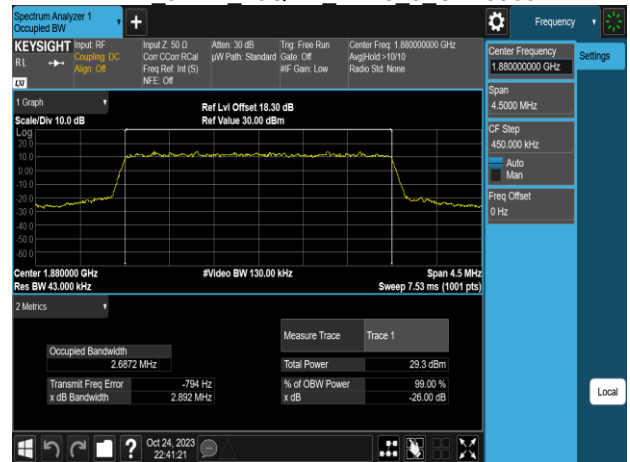 Spectrum Analyzer 1
Occupied BW
Frequency
KEYSIGHT
RL
LXI
Input: RF
Coupling: DC
Align: Off
Input Z: 50 Ω
Corr CCorr RCal
Freq Ref: Int (S)
NFE: Off
Atten: 30 dB
µW Path: Standard
Trig: Free Run
Gate: Off
#IF Gain: Low
Center Freq: 1.880000000 GHz
Avg|Hold:>10/10
Radio Std: None
Center Frequency
1.880000000 GHz
Settings
Span
4.5000 MHz
CF Step
450.000 kHz
Auto
Man
Freq Offset
0 Hz
Local
1 Graph
Scale/Div 10.0 dB
Ref Lvl Offset 18.30 dB
Ref Value 30.00 dBm
Log
20.0
10.0
0.00
-10.0
-20.0
-30.0
-40.0
-50.0
-60.0
Center 1.880000 GHz
Res BW 43.000 kHz
#Video BW 130.00 kHz
Span 4.5 MHz
Sweep 7.53 ms (1001 pts)
2 Metrics
Measure Trace Trace 1
Occupied Bandwidth
2.6872 MHz
Total Power 29.3 dBm
Transmit Freq Error -794 Hz
% of OBW Power 99.00 %
x dB Bandwidth 2.892 MHz
x dB -26.00 dB
?
Oct 24, 2023
22:41:21